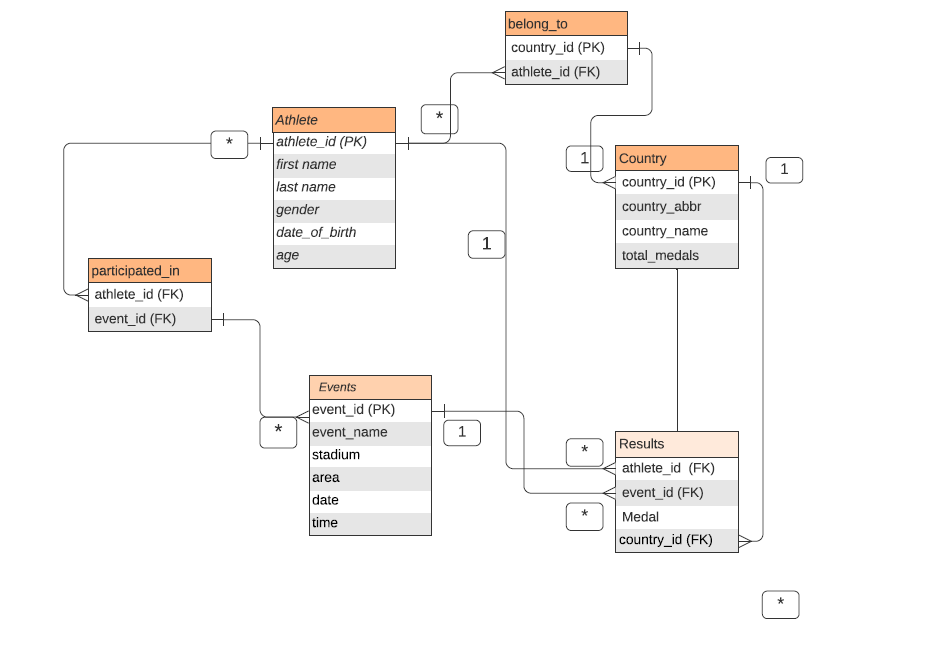 belong_to
country_id (PK)
athlete_id (FK)
*
Athlete
athlete_id (PK)
first name
last name
gender
date_of_birth
age
*
1
Country
country_id (PK)
country_abbr
country_name
total_medals
1
1
participated_in
athlete_id (FK)
event_id (FK)
Events
event_id (PK)
event_name
stadium
area
date
time
*
1
*
*
Results
athlete_id (FK)
event_id (FK)
Medal
country_id (FK)
*